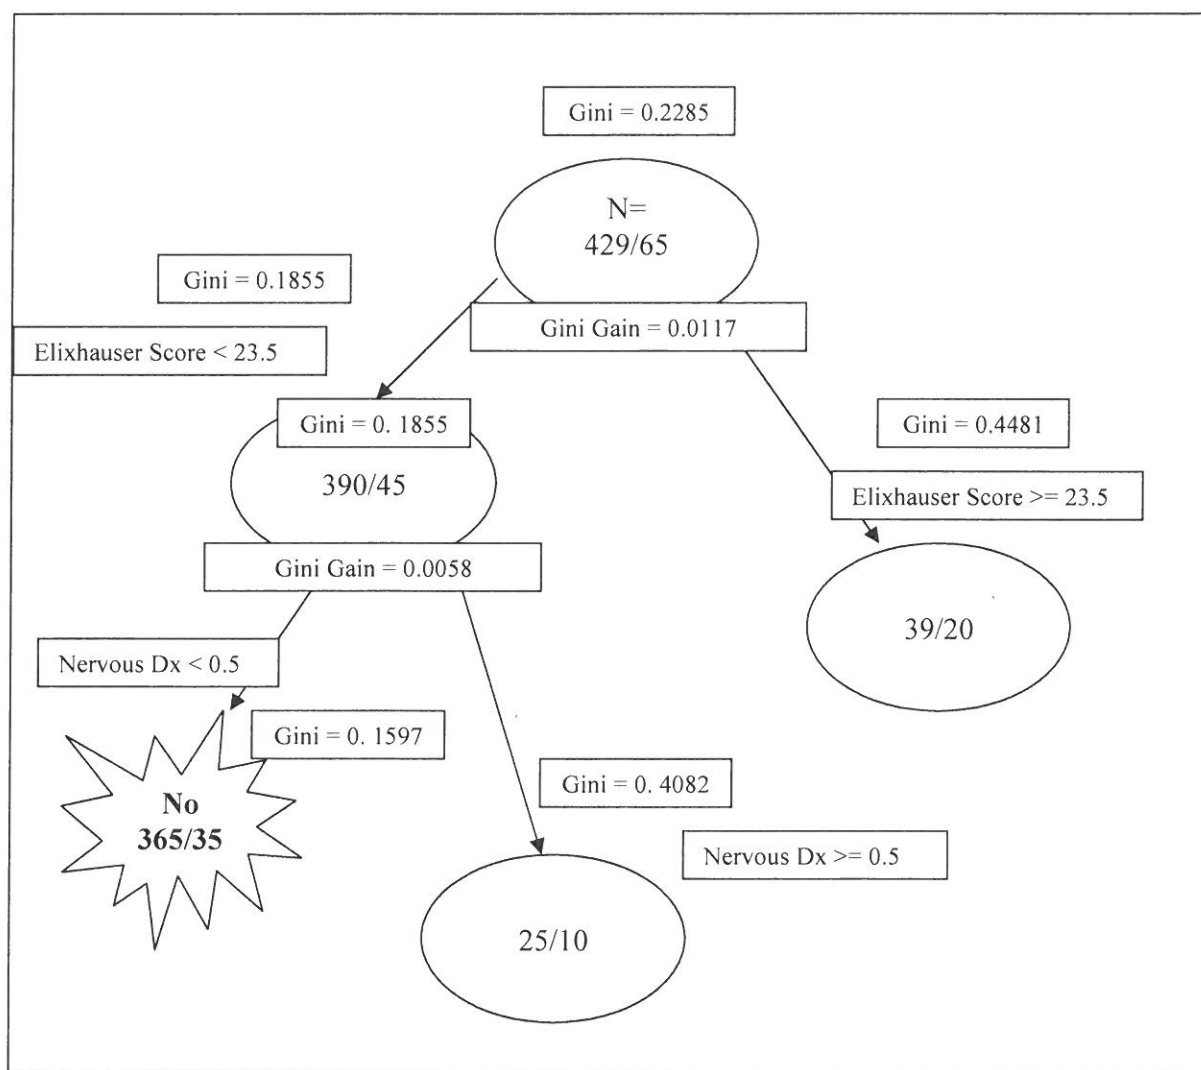 Gini = 0.2285
N=
429/65
Gini = 0.1855
Gini Gain = 0.0117
Elixhauser Score < 23.5
Gini = 0. 1855
Gini = 0.4481
390/45
Elixhauser Score >= 23.5
Gini Gain = 0.0058
39/20
Nervous Dx < 0.5
Gini = 0. 1597
Gini = 0. 4082
No
365/35
Nervous Dx >= 0.5
25/10